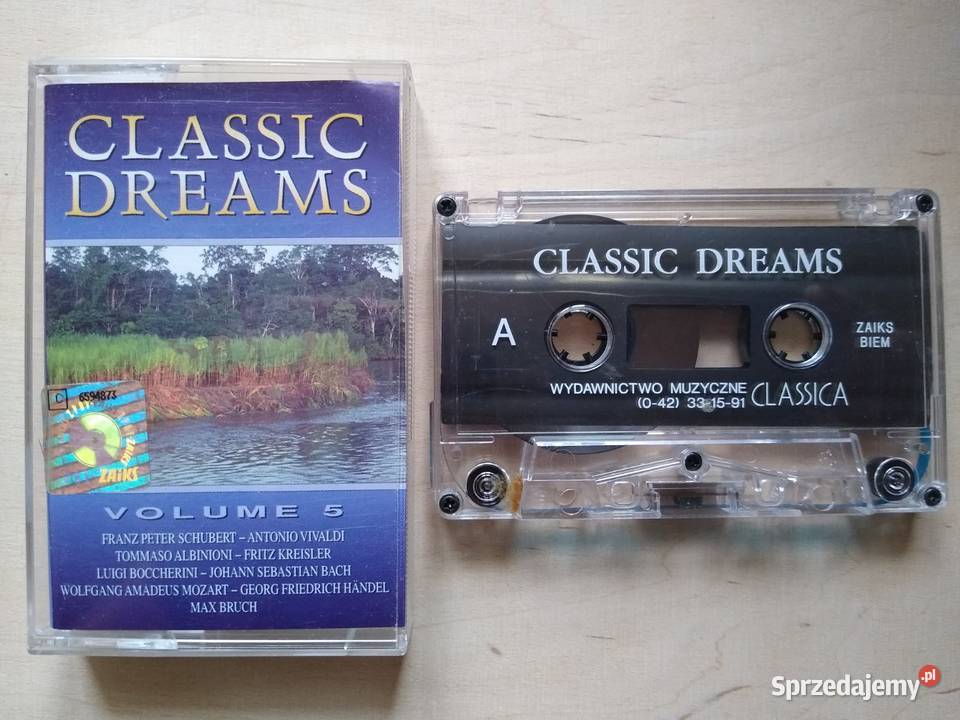 CLASSIC
DREAMS
C 6594873
ZAIKS
VOLUME 5
FRANZ PETER SCHUBERT – ANTONIO VIVALDI
TOMMASO ALBINIONI – FRITZ KREISLER
LUIGI BOCCHERINI – JOHANN SEBASTIAN BACH
WOLFGANG AMADEUS MOZART – GEORG FRIEDRICH HÄNDEL
MAX BRUCH
CLASSIC DREAMS
A
ZAIKS
BIEM
WYDAWNICTWO MUZYCZNE CLASSICA
(0-42) 33-15-91
Sprzedajemy.pl